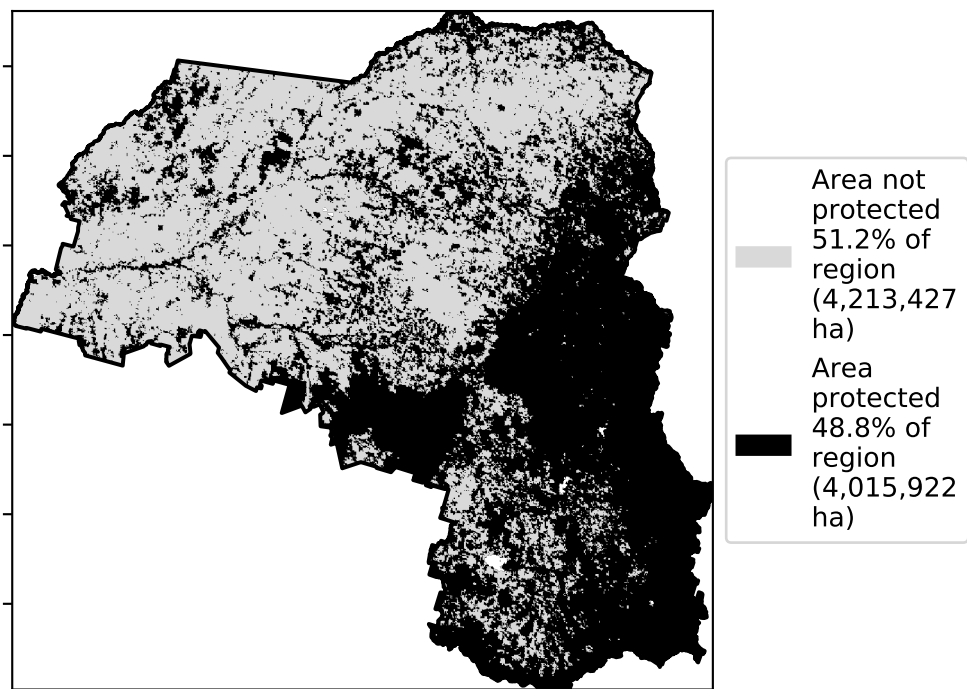 Area not
protected
51.2% of
region
(4,213,427
ha)
Area
protected
48.8% of
region
(4,015,922
ha)